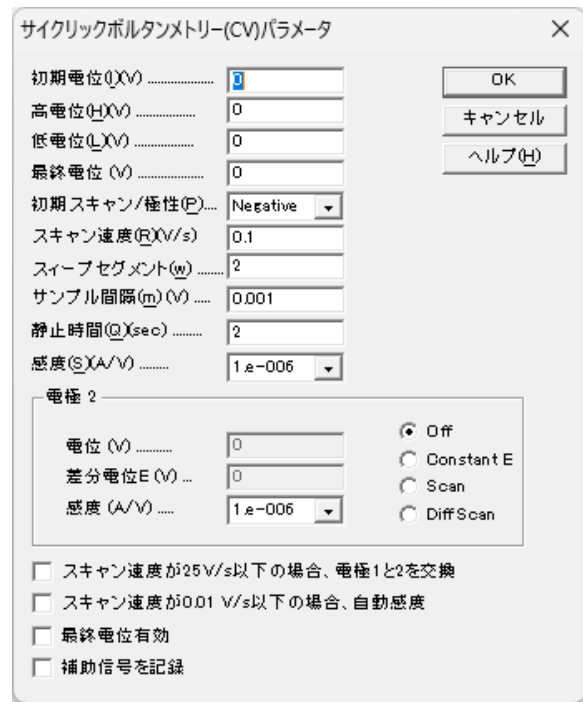 サイクリックボルタンメトリー(CV)パラメータ
初期電位(I)(V) .................. 0
OK
高電位(H)(V) ................ 0
キャンセル
低電位(L)(V) ................ 0
ヘルプ(H)
最終電位 (V) .................. 0
初期スキャン/極性(P).... Negative
スキャン速度(R)(V/s) 0.1
スィープセグメント(w) ....... 2
サンプル間隔(m) (V) ..... 0.001
静止時間(Q)(sec) ........ 2
感度(S)(A/V) ........ 1.e-006
電極 2
電位 (V) .......... 0
Off
差分電位E (V) ... 0
Constant E
感度 (A/V) ..... 1.e-006
Scan
Diff Scan
スキャン速度が25V/s以下の場合、電極1と2を交換
スキャン速度が0.01 V/s以下の場合、自動感度
最終電位有効
補助信号を記録